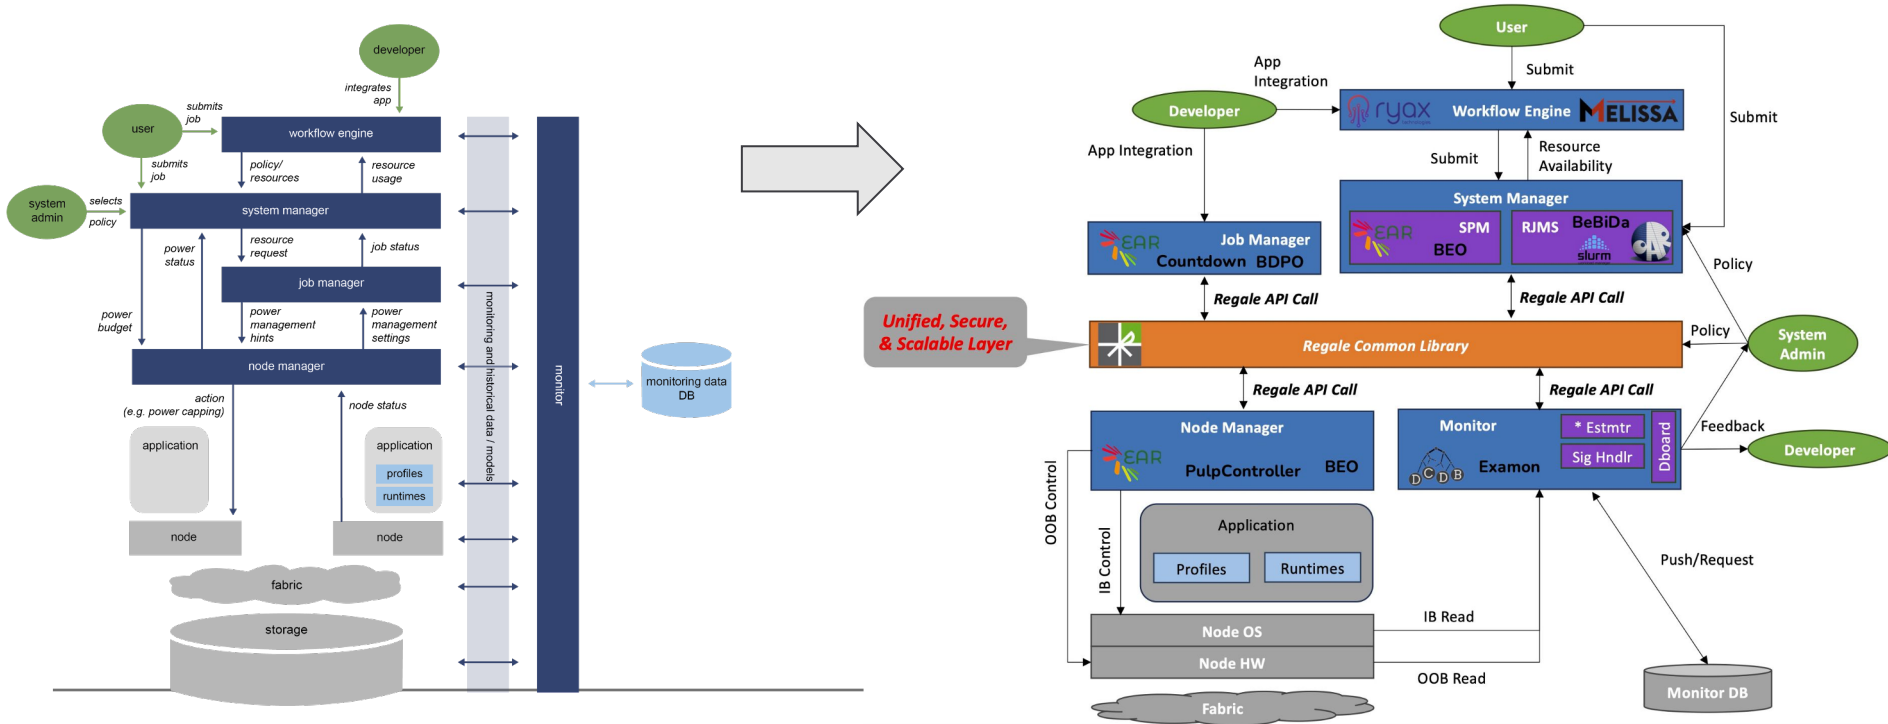 developer
integrates
app
user
submits
job
workflow engine
submits
job
policy/
resources
resource
usage
system
admin
selects
policy
system manager
power
status
resource
request
job status
job manager
power
budget
power
management
hints
power
management
settings
node manager
action
(e.g. power capping)
node status
application
application
profiles
runtimes
node
node
fabric
storage
monitoring and historical data / models
monitor
monitoring data
DB
User
App
Integration
Submit
Developer
ryax
technologies
Workflow Engine
MELISSA
Submit
App Integration
Submit
Resource
Availability
System Manager
EAR
SPM
BEO
RJMS
BeBiDa
slurm
OAR
EAR
Job Manager
Countdown
BDPO
Policy
Regale API Call
Regale API Call
Unified, Secure,
& Scalable Layer
Regale Common Library
Policy
System
Admin
Regale API Call
Regale API Call
Node Manager
EAR
PulpController
BEO
Monitor
DCDB
Examon
* Estmtr
Sig Hndlr
Dboard
Feedback
Developer
OOB Control
IB Control
Application
Profiles
Runtimes
Push/Request
Node OS
IB Read
Node HW
OOB Read
Fabric
Monitor DB